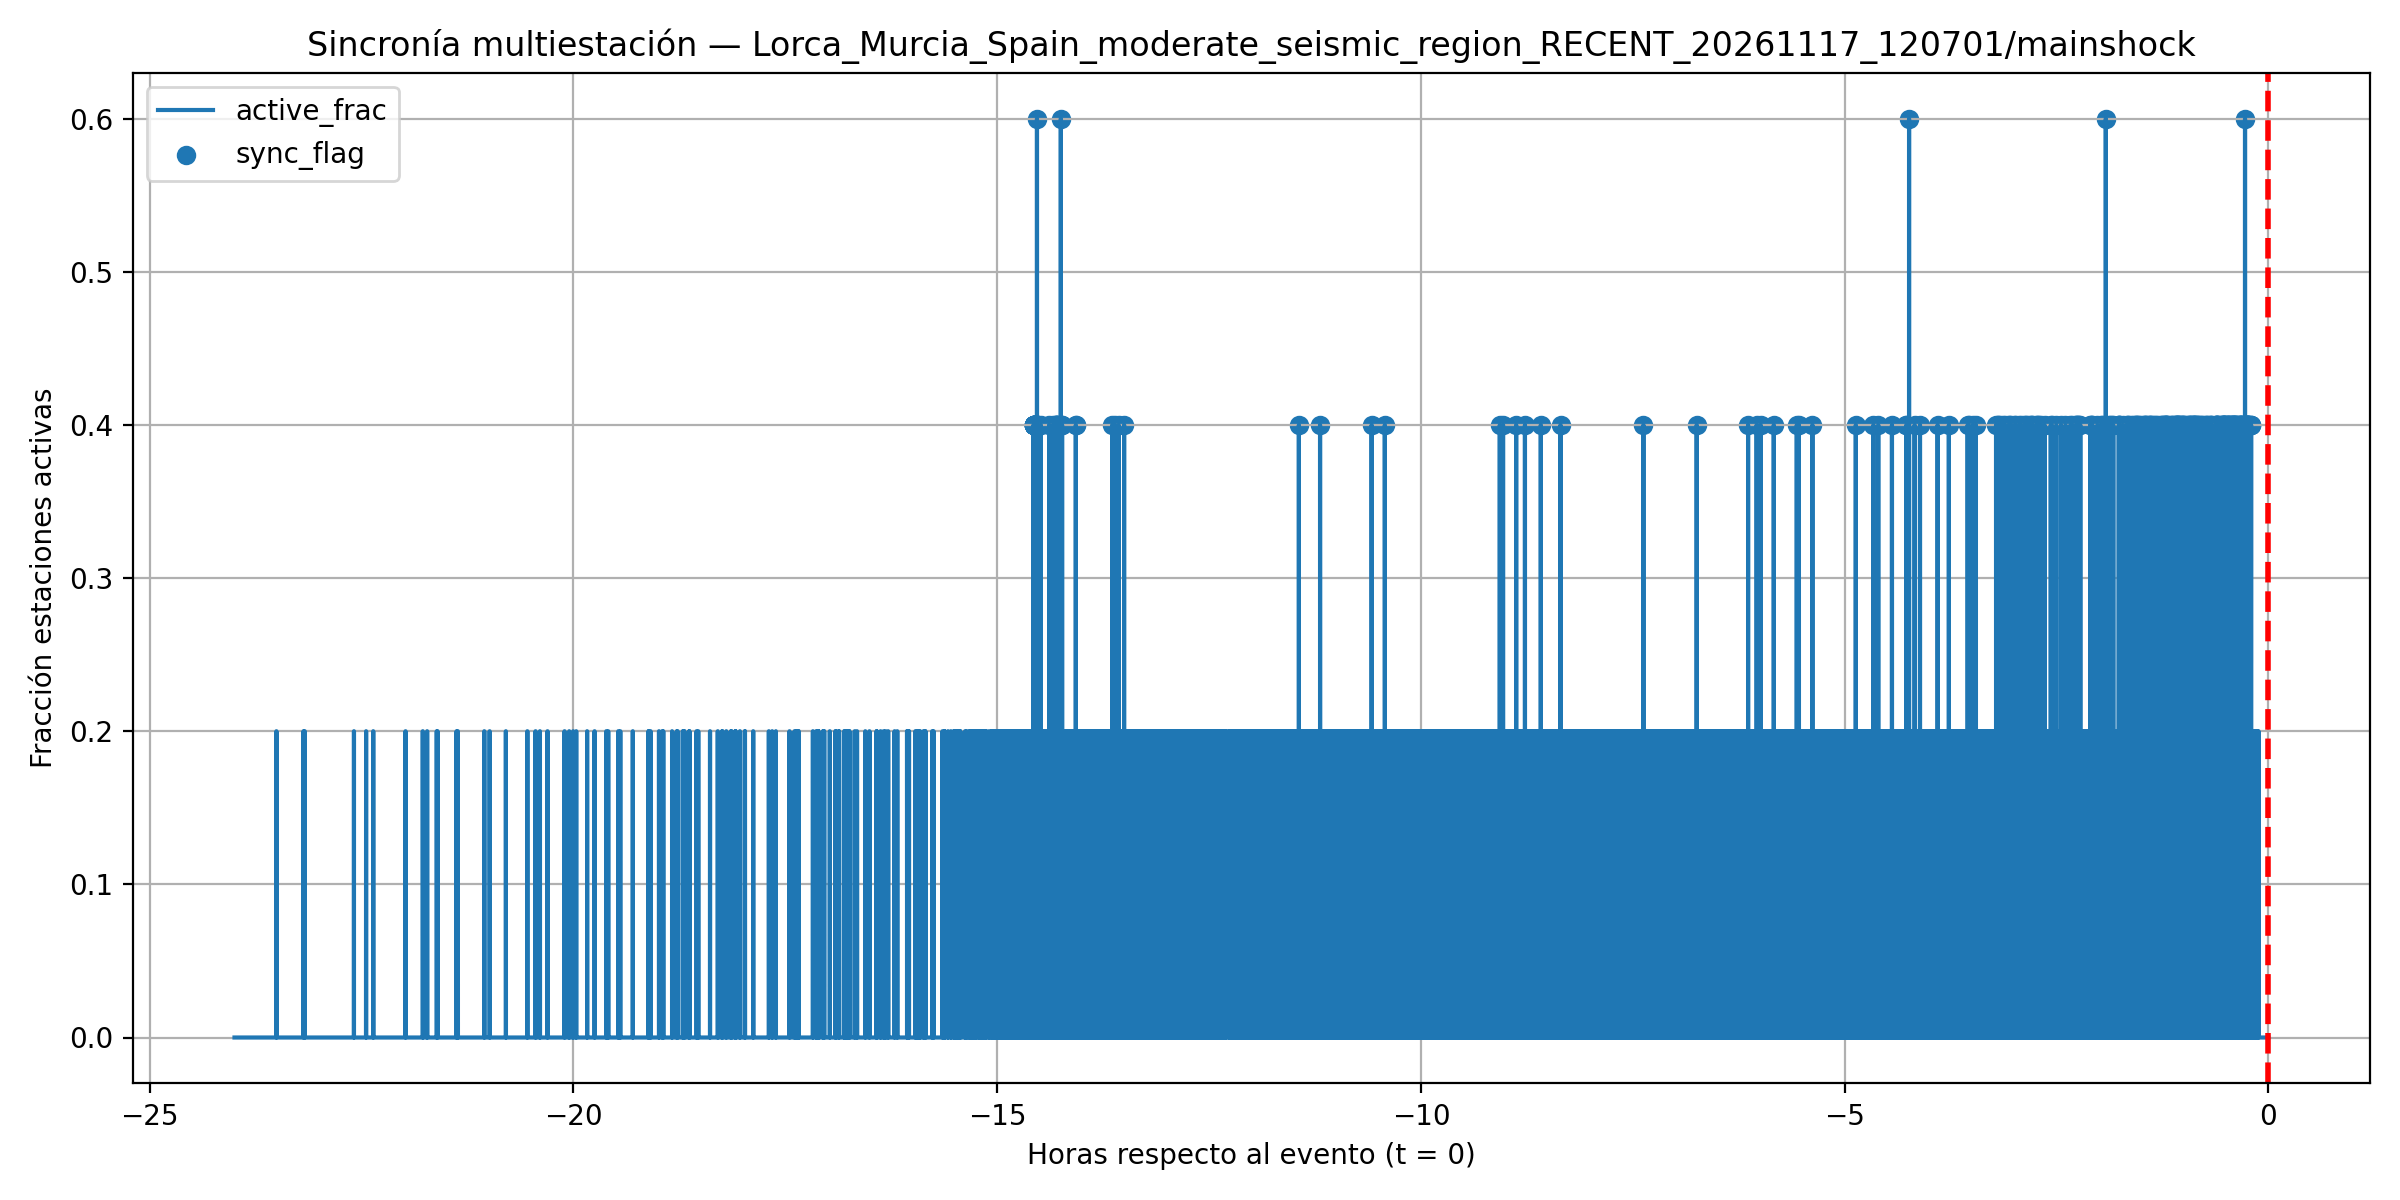 Sincronía multiestación — Lorca_Murcia_Spain_moderate_seismic_region_RECENT_20261117_120701/mainshock
active_frac
sync_flag
Fracción estaciones activas
0.6
0.5
0.4
0.3
0.2
0.1
0.0
−25
−20
−15
−10
−5
0
Horas respecto al evento (t = 0)